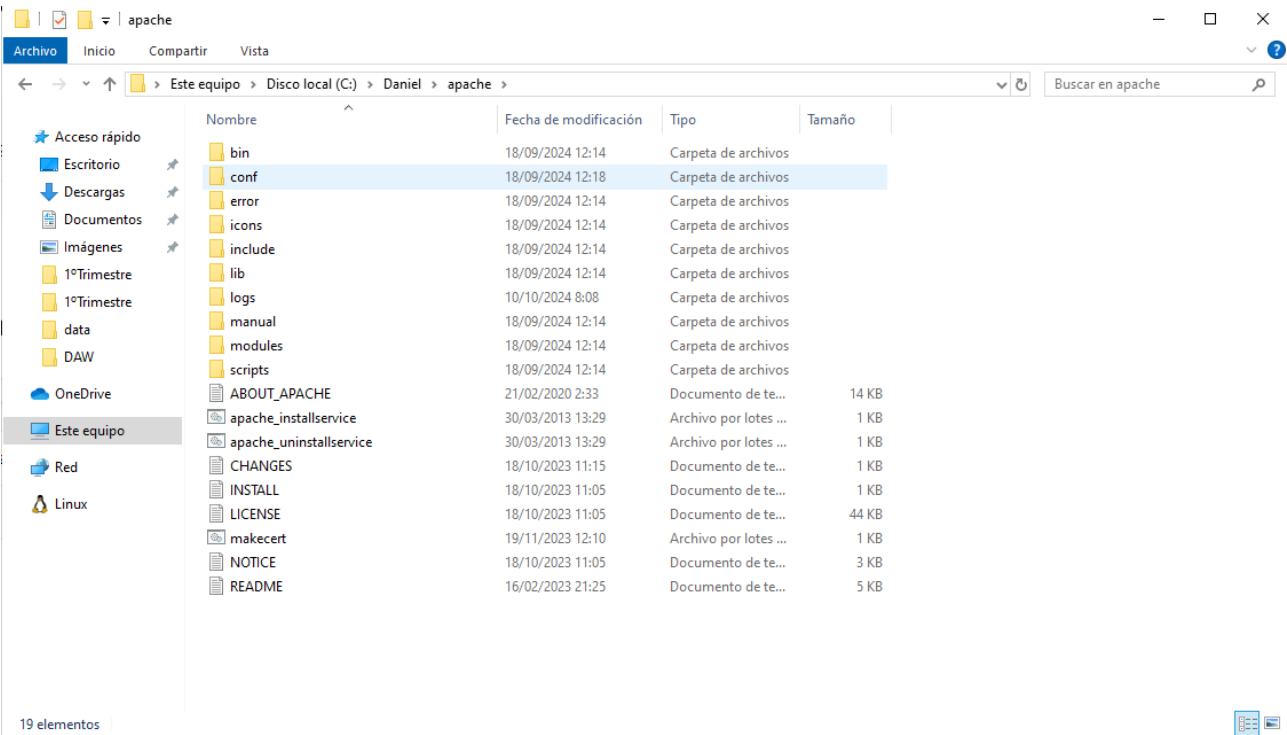 apache
Archivo Inicio Compartir Vista
Este equipo Disco local (C:) Daniel apache Buscar en apache
Acceso rápido
Escritorio
Descargas
Documentos
Imágenes
1ºTrimestre
1ºTrimestre
data
DAW
OneDrive
Este equipo
Red
Linux
Nombre Fecha de modificación Tipo Tamaño
bin 18/09/2024 12:14 Carpeta de archivos
conf 18/09/2024 12:18 Carpeta de archivos
error 18/09/2024 12:14 Carpeta de archivos
icons 18/09/2024 12:14 Carpeta de archivos
include 18/09/2024 12:14 Carpeta de archivos
lib 18/09/2024 12:14 Carpeta de archivos
logs 10/10/2024 8:08 Carpeta de archivos
manual 18/09/2024 12:14 Carpeta de archivos
modules 18/09/2024 12:14 Carpeta de archivos
scripts 18/09/2024 12:14 Carpeta de archivos
ABOUT_APACHE 21/02/2020 2:33 Documento de te... 14 KB
apache_installservice 30/03/2013 13:29 Archivo por lotes ... 1 KB
apache_uninstallservice 30/03/2013 13:29 Archivo por lotes ... 1 KB
CHANGES 18/10/2023 11:15 Documento de te... 1 KB
INSTALL 18/10/2023 11:05 Documento de te... 1 KB
LICENSE 18/10/2023 11:05 Documento de te... 44 KB
makecert 19/11/2023 12:10 Archivo por lotes ... 1 KB
NOTICE 18/10/2023 11:05 Documento de te... 3 KB
README 16/02/2023 21:25 Documento de te... 5 KB
19 elementos